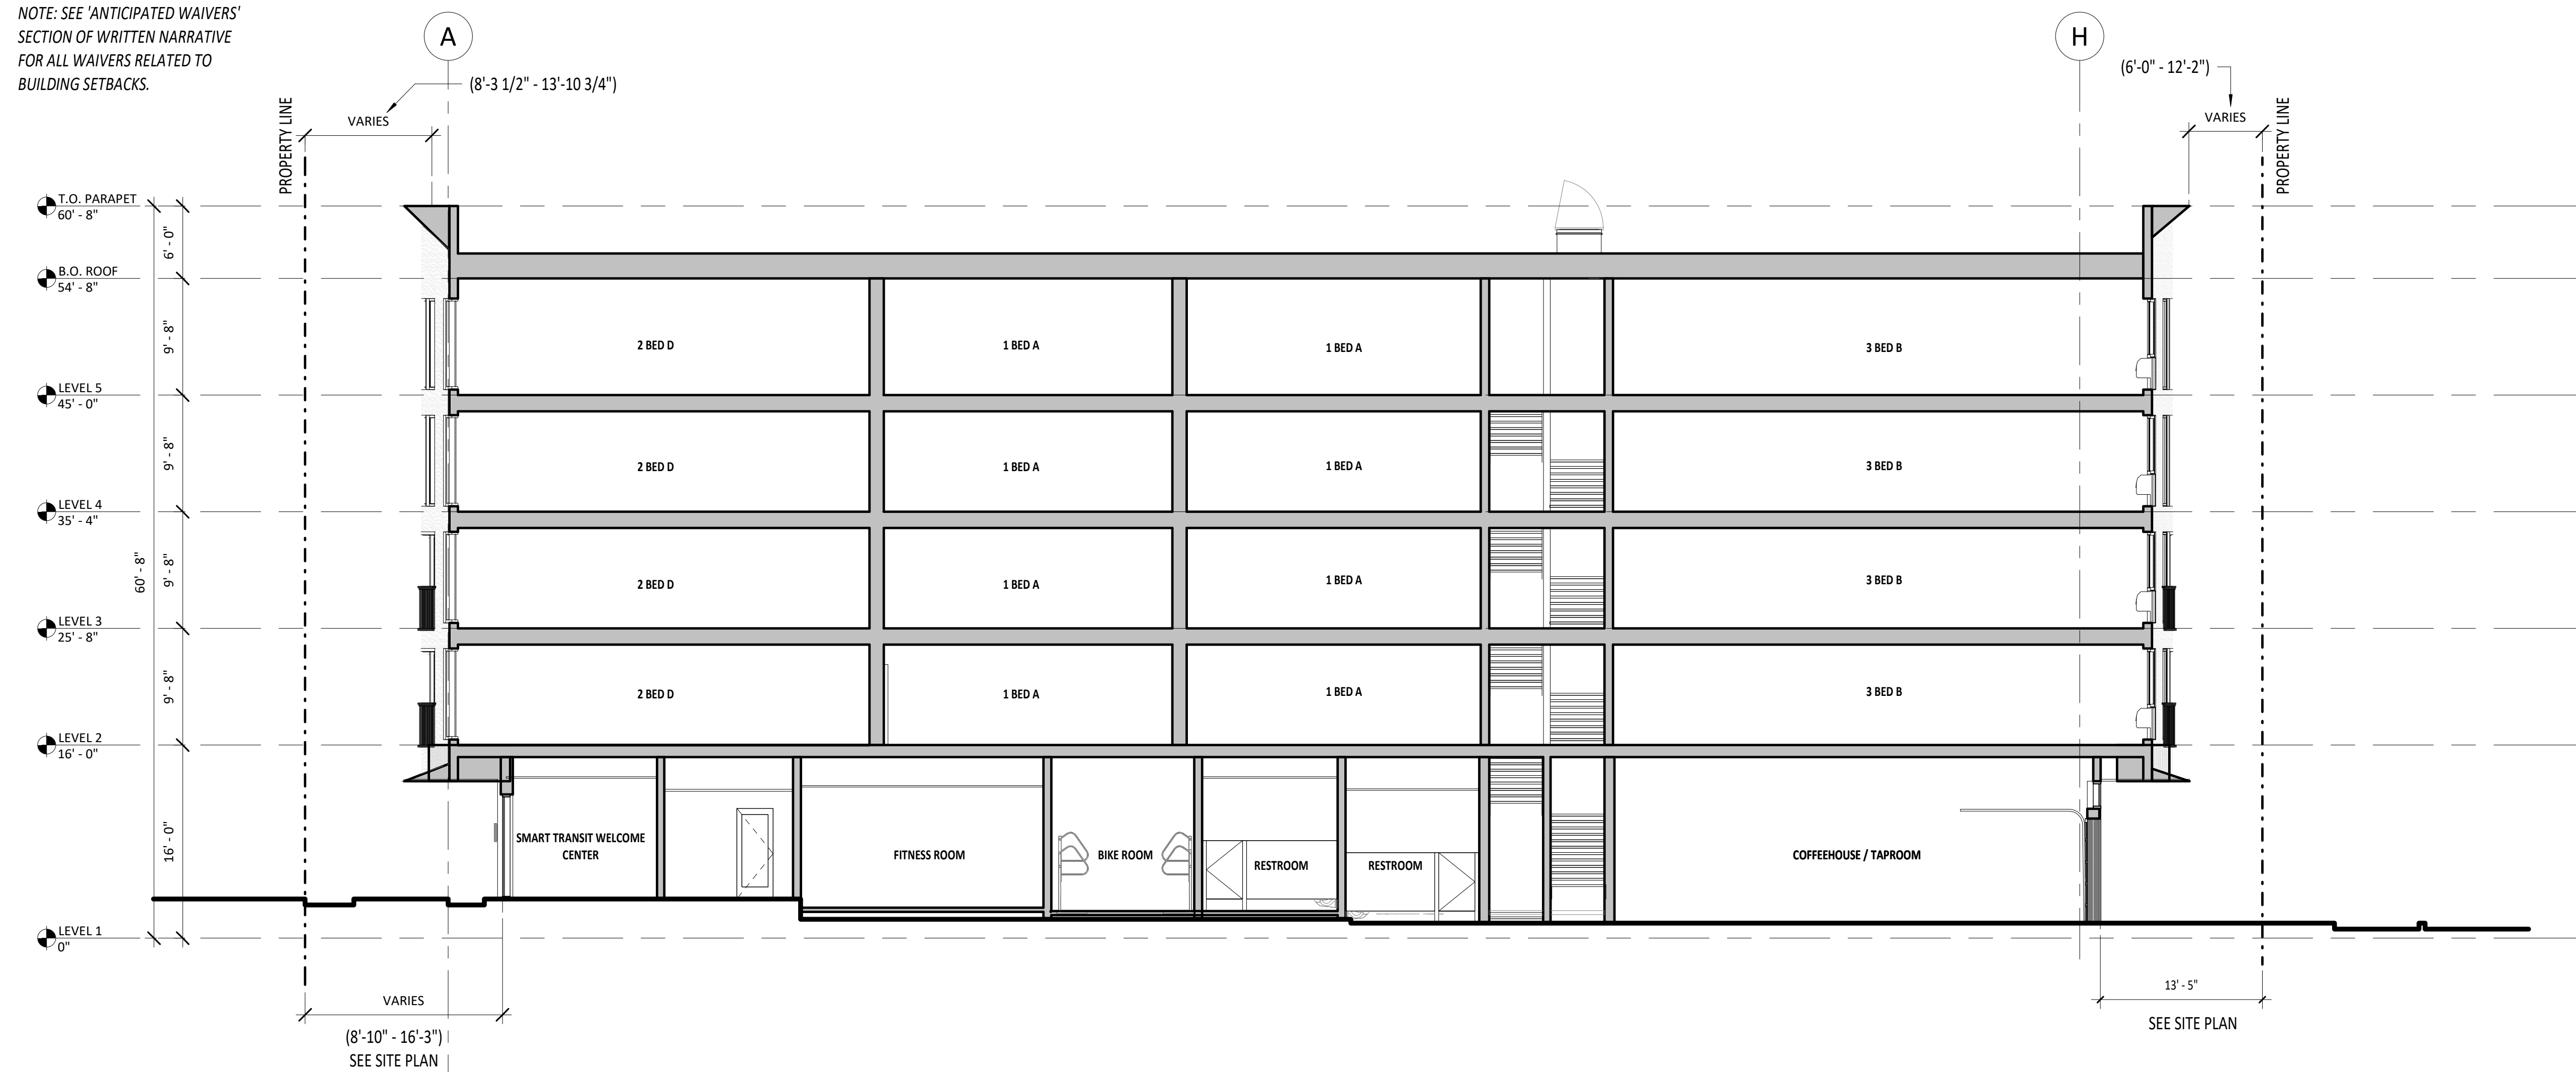 NOTE: SEE 'ANTICIPATED WAIVERS'
SECTION OF WRITTEN NARRATIVE
FOR ALL WAIVERS RELATED TO
BUILDING SETBACKS.
A
H
(8'-3 1/2" - 13'-10 3/4")
(6'-0" - 12'-2")
VARIES
VARIES
PROPERTY LINE
PROPERTY LINE
T.O. PARAPET
60' - 8"
6' - 0"
B.O. ROOF
54' - 8"
9' - 8"
2 BED D
1 BED A
1 BED A
3 BED B
LEVEL 5
45' - 0"
9' - 8"
2 BED D
1 BED A
1 BED A
3 BED B
LEVEL 4
35' - 4"
60' - 8"
9' - 8"
2 BED D
1 BED A
1 BED A
3 BED B
LEVEL 3
25' - 8"
9' - 8"
2 BED D
1 BED A
1 BED A
3 BED B
LEVEL 2
16' - 0"
16' - 0"
SMART TRANSIT WELCOME
CENTER
FITNESS ROOM
BIKE ROOM
RESTROOM
RESTROOM
COFFEEHOUSE / TAPROOM
LEVEL 1
0"
VARIES
(8'-10" - 16'-3")
SEE SITE PLAN
13' - 5"
SEE SITE PLAN